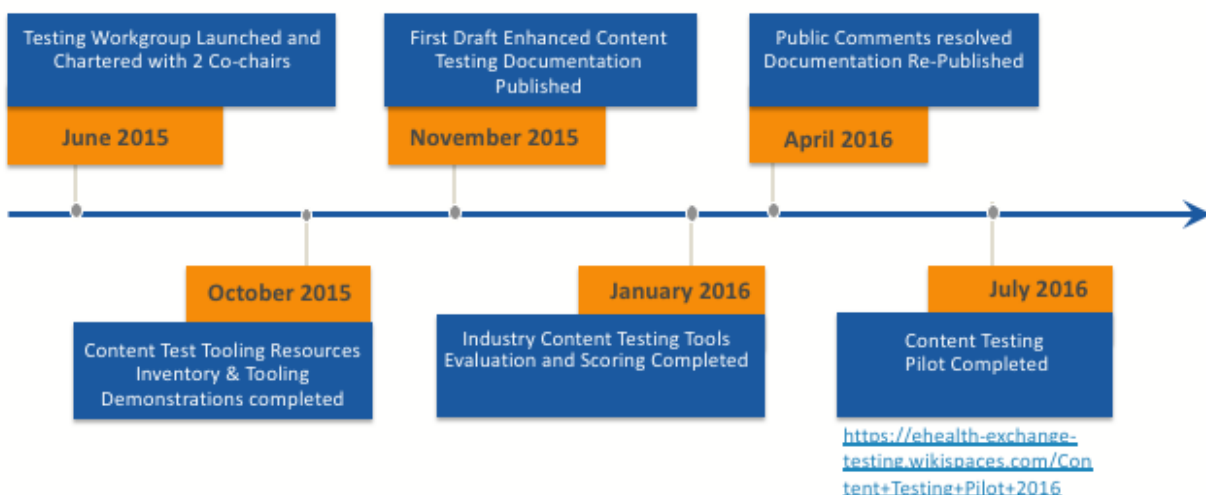 Testing Workgroup Launched and
Chartered with 2 Co-chairs
June 2015
First Draft Enhanced Content
Testing Documentation
Published
November 2015
Public Comments resolved
Documentation Re-Published
April 2016
October 2015
Content Test Tooling Resources
Inventory & Tooling
Demonstrations completed
January 2016
Industry Content Testing Tools
Evaluation and Scoring Completed
July 2016
Content Testing
Pilot Completed
https://ehealth-exchange-
testing.wikispaces.com/Con
tent+Testing+Pilot+2016